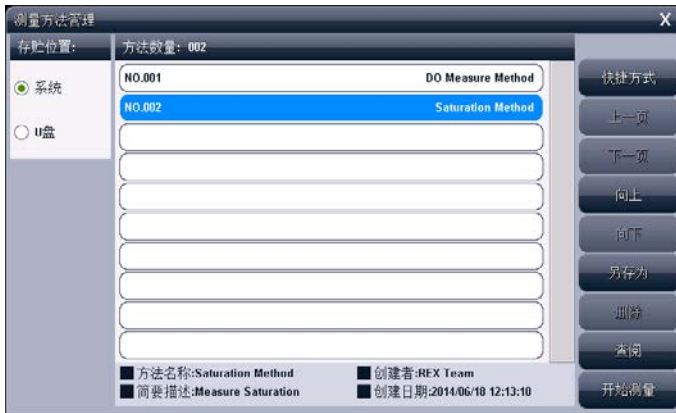 测量方法管理
X
存贮位置:
方法数量: 002
系统
U盘
NO.001 DO Measure Method
NO.002 Saturation Method
快捷方式
上一页
下一页
向上
向下
另存为
删除
查阅
开始测量
方法名称:Saturation Method
创建者:REX Team
简要描述:Measure Saturation
创建日期:2014/06/18 12:13:10